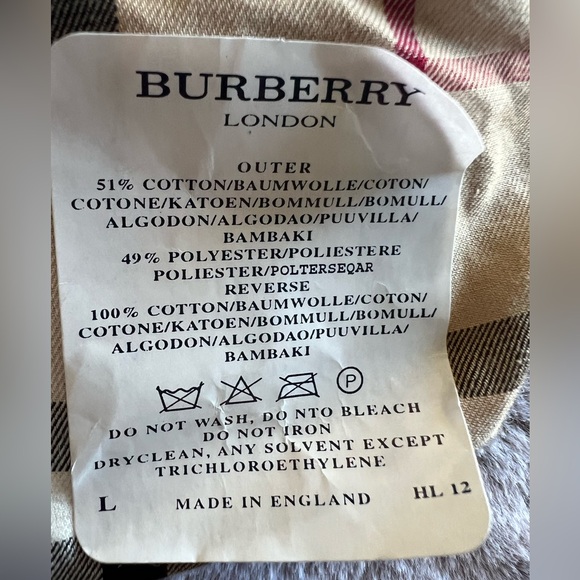 BURBERRY
LONDON
OUTER
51% COTTON/BAUMWOLLE/COTON/
COTONE/KATOEN/BOMMULL/BOMULL/
ALGODON/ALGODAO/PUUVILLA/
BAMBAKI
49% POLYESTER/POLIESTERE
POLIESTER/POLTERSEQAR
REVERSE
100% COTTON/BAUMWOLLE/COTON/
COTONE/KATOEN/BOMMULL/BOMULL/
ALGODON/ALGODAO/PUUVILLA/
BAMBAKI
P
DO NOT WASH, DO NTO BLEACH
DO NOT IRON
DRYCLEAN, ANY SOLVENT EXCEPT
TRICHLOROETHYLENE
L MADE IN ENGLAND HL 12